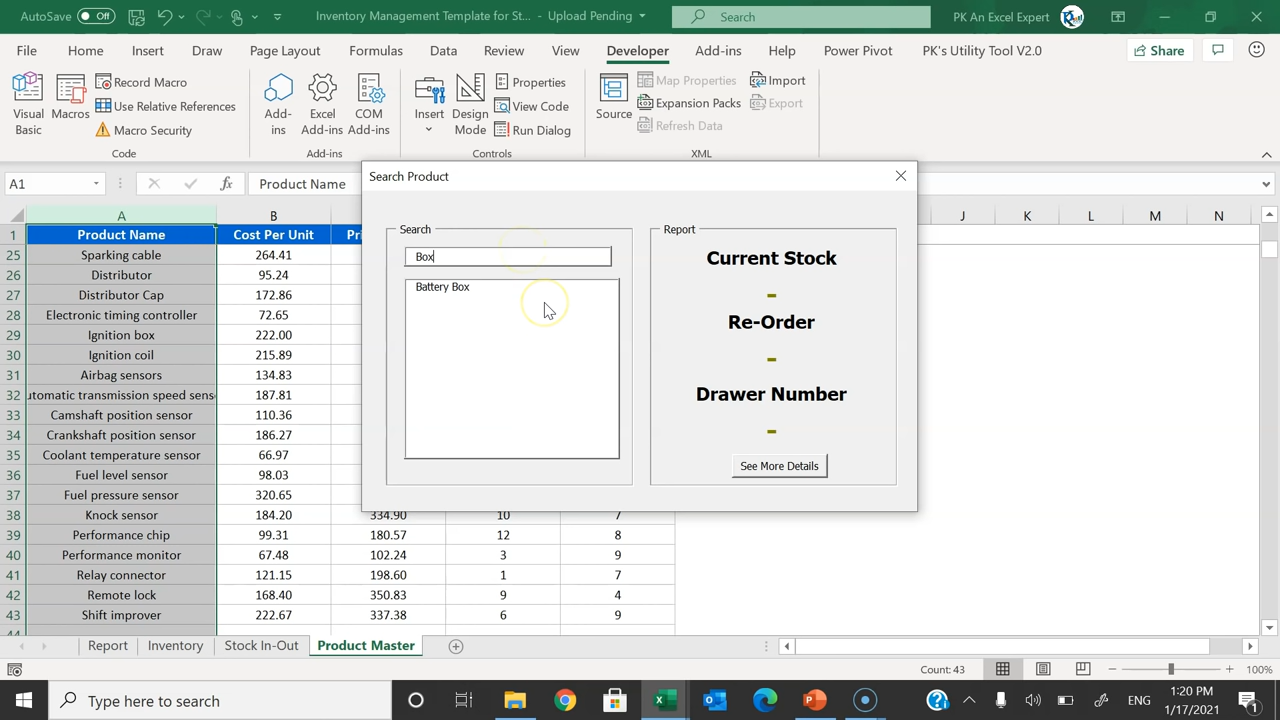 AutoSave Off Inventory Management Template for St... - Upload Pending Search PK An Excel Expert
File Home Insert Draw Page Layout Formulas Data Review View Developer Add-ins Help Power Pivot PK's Utility Tool V2.0 Share
Visual Basic
Macros
Record Macro
Use Relative References
Macro Security
Code
Add-ins
Excel Add-ins
COM Add-ins
Add-ins
Insert
Design Mode
Properties
View Code
Run Dialog
Controls
Source
Map Properties
Expansion Packs
Refresh Data
Import
Export
XML
A1 fx Product Name
A B J K L M N
1 Product Name Cost Per Unit
25 Sparking cable 264.41
26 Distributor 95.24
27 Distributor Cap 172.86
28 Electronic timing controller 72.65
29 Ignition box 222.00
30 Ignition coil 215.89
31 Airbag sensors 134.83
32 utomatic transmission speed sens 187.81
33 Camshaft position sensor 110.36
34 Crankshaft position sensor 186.27
35 Coolant temperature sensor 66.97
36 Fuel level sensor 98.03
37 Fuel pressure sensor 320.65
38 Knock sensor 184.20 334.90 10 7
39 Performance chip 99.31 180.57 12 8
40 Performance monitor 67.48 102.24 3 9
41 Relay connector 121.15 198.60 1 7
42 Remote lock 168.40 350.83 9 4
43 Shift improver 222.67 337.38 6 9
Search Product
Search
Box
Battery Box
Report
Current Stock
-
Re-Order
-
Drawer Number
-
See More Details
Report Inventory Stock In-Out Product Master
Count: 43 100%
Type here to search
ENG
1:20 PM
1/17/2021
1